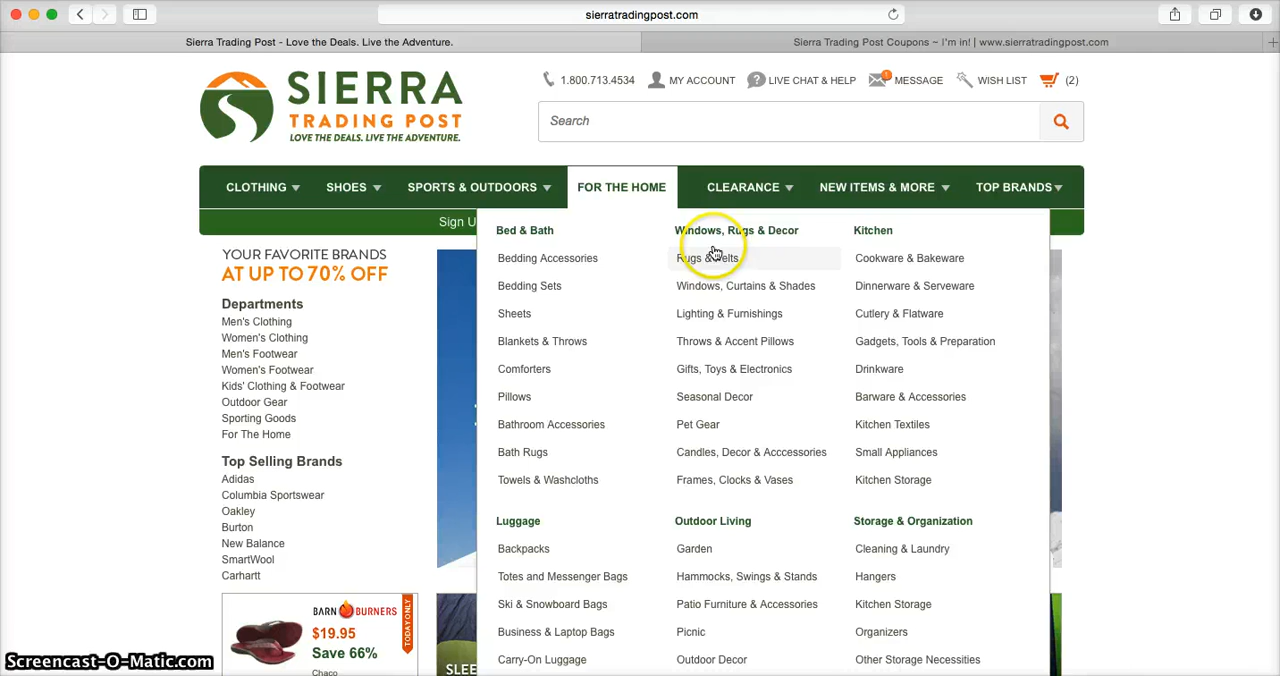 sierratradingpost.com
Sierra Trading Post - Love the Deals. Live the Adventure.
Sierra Trading Post Coupons ~ I'm in! | www.sierratradingpost.com
SIERRA
TRADING POST
LOVE THE DEALS. LIVE THE ADVENTURE.
1.800.713.4534
MY ACCOUNT
LIVE CHAT & HELP
1
MESSAGE
WISH LIST
(2)
Search
CLOTHING
SHOES
SPORTS & OUTDOORS
FOR THE HOME
CLEARANCE
NEW ITEMS & MORE
TOP BRANDS
Sign U
YOUR FAVORITE BRANDS
AT UP TO 70% OFF
Departments
Men's Clothing
Women's Clothing
Men's Footwear
Women's Footwear
Kids' Clothing & Footwear
Outdoor Gear
Sporting Goods
For The Home
Top Selling Brands
Adidas
Columbia Sportswear
Oakley
Burton
New Balance
SmartWool
Carhartt
BARN BURNERS
$19.95
Save 66%
Chaco
TODAY ONLY
Bed & Bath
Bedding Accessories
Bedding Sets
Sheets
Blankets & Throws
Comforters
Pillows
Bathroom Accessories
Bath Rugs
Towels & Washcloths
Windows, Rugs & Decor
Rugs &
Windows, Curtains & Shades
Lighting & Furnishings
Throws & Accent Pillows
Gifts, Toys & Electronics
Seasonal Decor
Pet Gear
Candles, Decor & Acccessories
Frames, Clocks & Vases
Kitchen
Cookware & Bakeware
Dinnerware & Serveware
Cutlery & Flatware
Gadgets, Tools & Preparation
Drinkware
Barware & Accessories
Kitchen Textiles
Small Appliances
Kitchen Storage
Luggage
Backpacks
Totes and Messenger Bags
Ski & Snowboard Bags
Business & Laptop Bags
Carry-On Luggage
Outdoor Living
Garden
Hammocks, Swings & Stands
Patio Furniture & Accessories
Picnic
Outdoor Decor
Storage & Organization
Cleaning & Laundry
Hangers
Kitchen Storage
Organizers
Other Storage Necessities
SLEE
Screencast-O-Matic.com